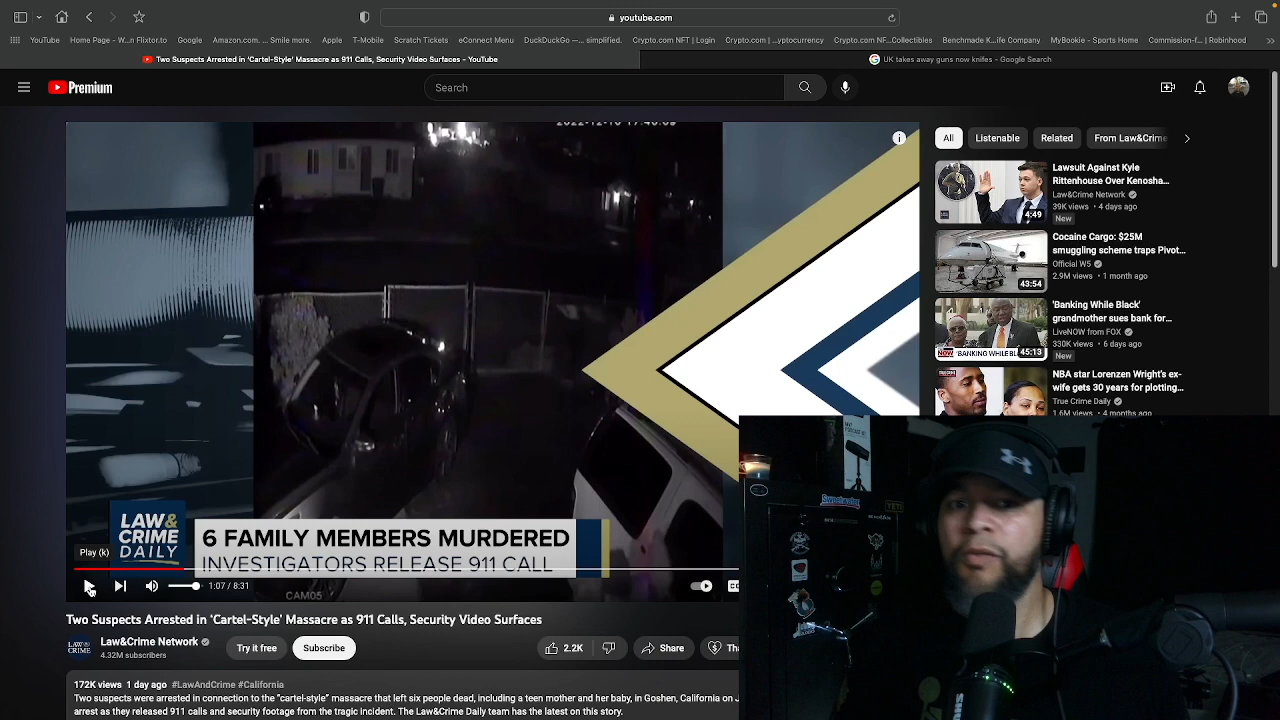 youtube.com
YouTube
Home Page - W...n Flixtor.to
Google
Amazon.com. ... Smile more.
Apple
T-Mobile
Scratch Tickets
eConnect Menu
DuckDuckGo —... simplified.
Crypto.com NFT | Login
Crypto.com | ...yptocurrency
Crypto.com NF...Collectibles
Benchmade K...ife Company
MyBookie - Sports Home
Commission-f... | Robinhood
Two Suspects Arrested in 'Cartel-Style' Massacre as 911 Calls, Security Video Surfaces - YouTube
UK takes away guns now knifes - Google Search
Premium
Search
All
Listenable
Related
From Law&Crime
Lawsuit Against Kyle
Rittenhouse Over Kenosha...
Law&Crime Network
39K views • 4 days ago
New
4:49
Cocaine Cargo: $25M
smuggling scheme traps Pivot...
Official W5
2.9M views • 1 month ago
43:54
'Banking While Black'
grandmother sues bank for...
LiveNOW from FOX
330K views • 6 days ago
New
45:13
NBA star Lorenzen Wright's ex-
wife gets 30 years for plotting...
True Crime Daily
1.6M views • 4 months ago
LAW&
CRIME
DAILY
6 FAMILY MEMBERS MURDERED
INVESTIGATORS RELEASE 911 CALL
Play (k)
1:07 / 8:31
CAM05
Two Suspects Arrested in 'Cartel-Style' Massacre as 911 Calls, Security Video Surfaces
Law&Crime Network
4.32M subscribers
Try it free
Subscribe
2.2K
Share
172K views 1 day ago #LawAndCrime #California
Two suspects were arrested in connection to the "cartel-style" massacre that left six people dead, including a teen mother and her baby, in Goshen, California on J
arrest as they released 911 calls and security footage from the tragic incident. The Law&Crime Daily team has the latest on this story.
Sweetwater
YETI